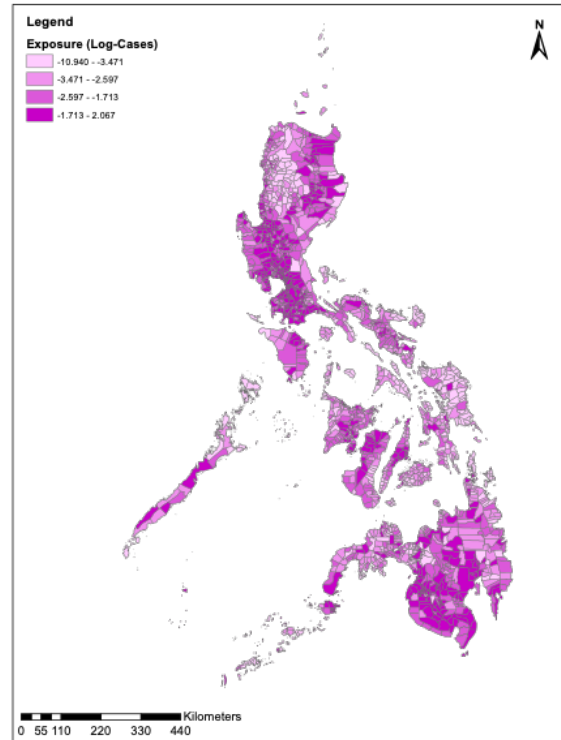 Legend
N
Exposure (Log-Cases)
-10.940 - -3.471
-3.471 - -2.597
-2.597 - -1.713
-1.713 - 2.067
Kilometers
0 55 110 220 330 440